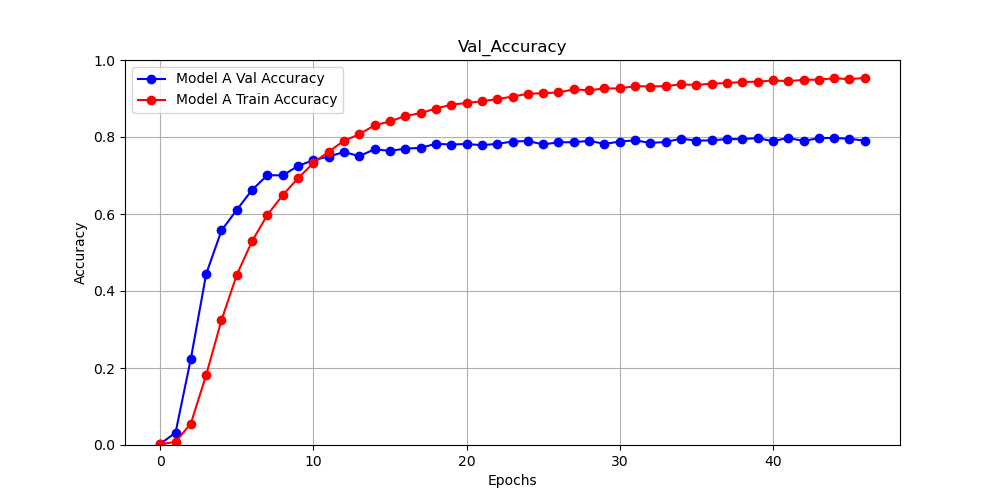 Val_Accuracy
Model A Val Accuracy
Model A Train Accuracy
1.0
0.8
0.6
0.4
0.2
0.0
Accuracy
0 10 20 30 40
Epochs